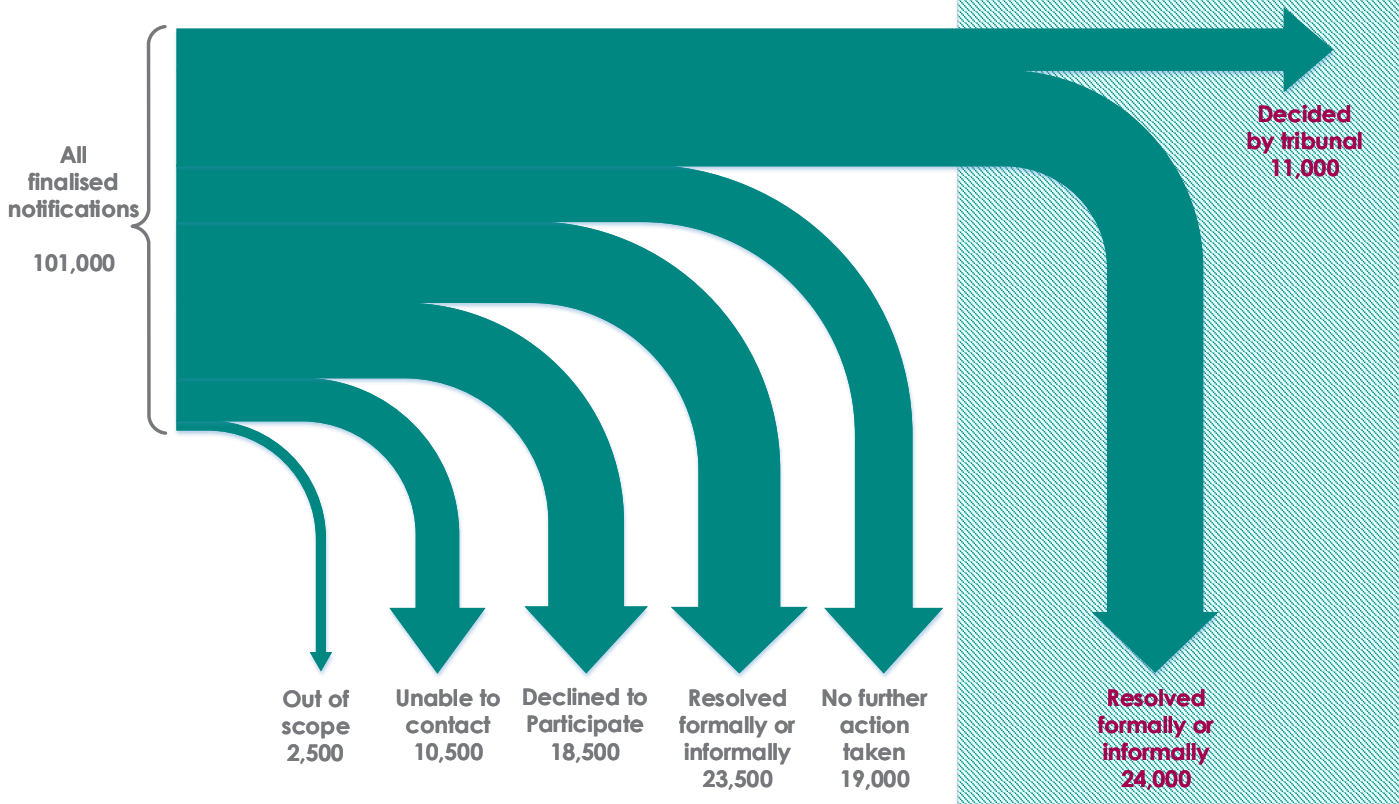 All
finalised
notifications
101,000
Decided
by tribunal
11,000
Out of
scope
2,500
Unable to
contact
10,500
Declined to
Participate
18,500
Resolved
formally or
informally
23,500
No further
action
taken
19,000
Resolved
formally or
informally
24,000